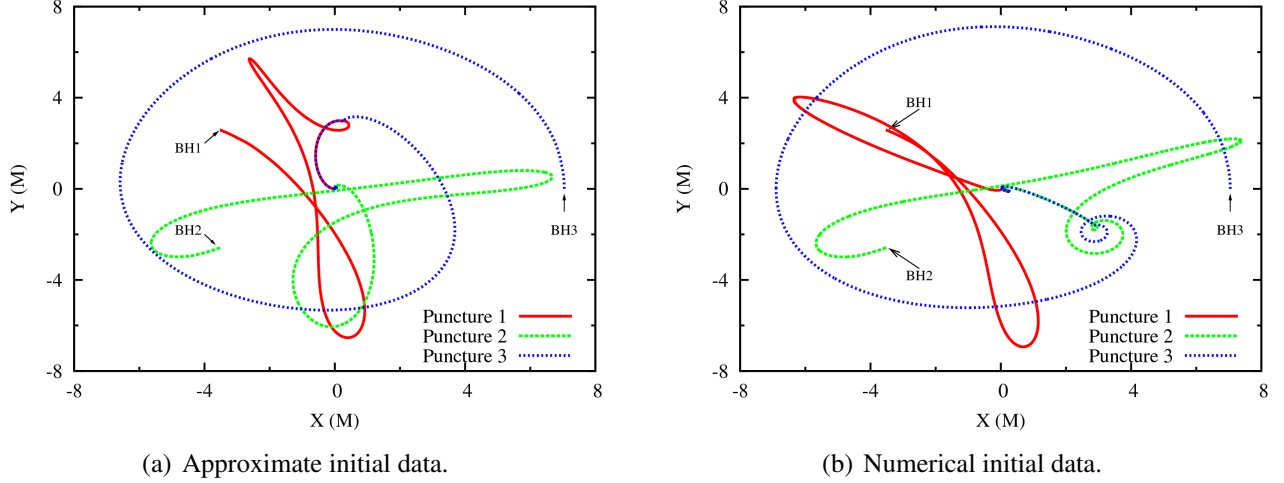 8
4
0
-4
-8
-8
-4
0
4
8
Y (M)
X (M)
BH1
BH2
BH3
Puncture 1
Puncture 2
Puncture 3
(a) Approximate initial data.
8
4
0
-4
-8
-8
-4
0
4
8
Y (M)
X (M)
BH1
BH2
BH3
Puncture 1
Puncture 2
Puncture 3
(b) Numerical initial data.